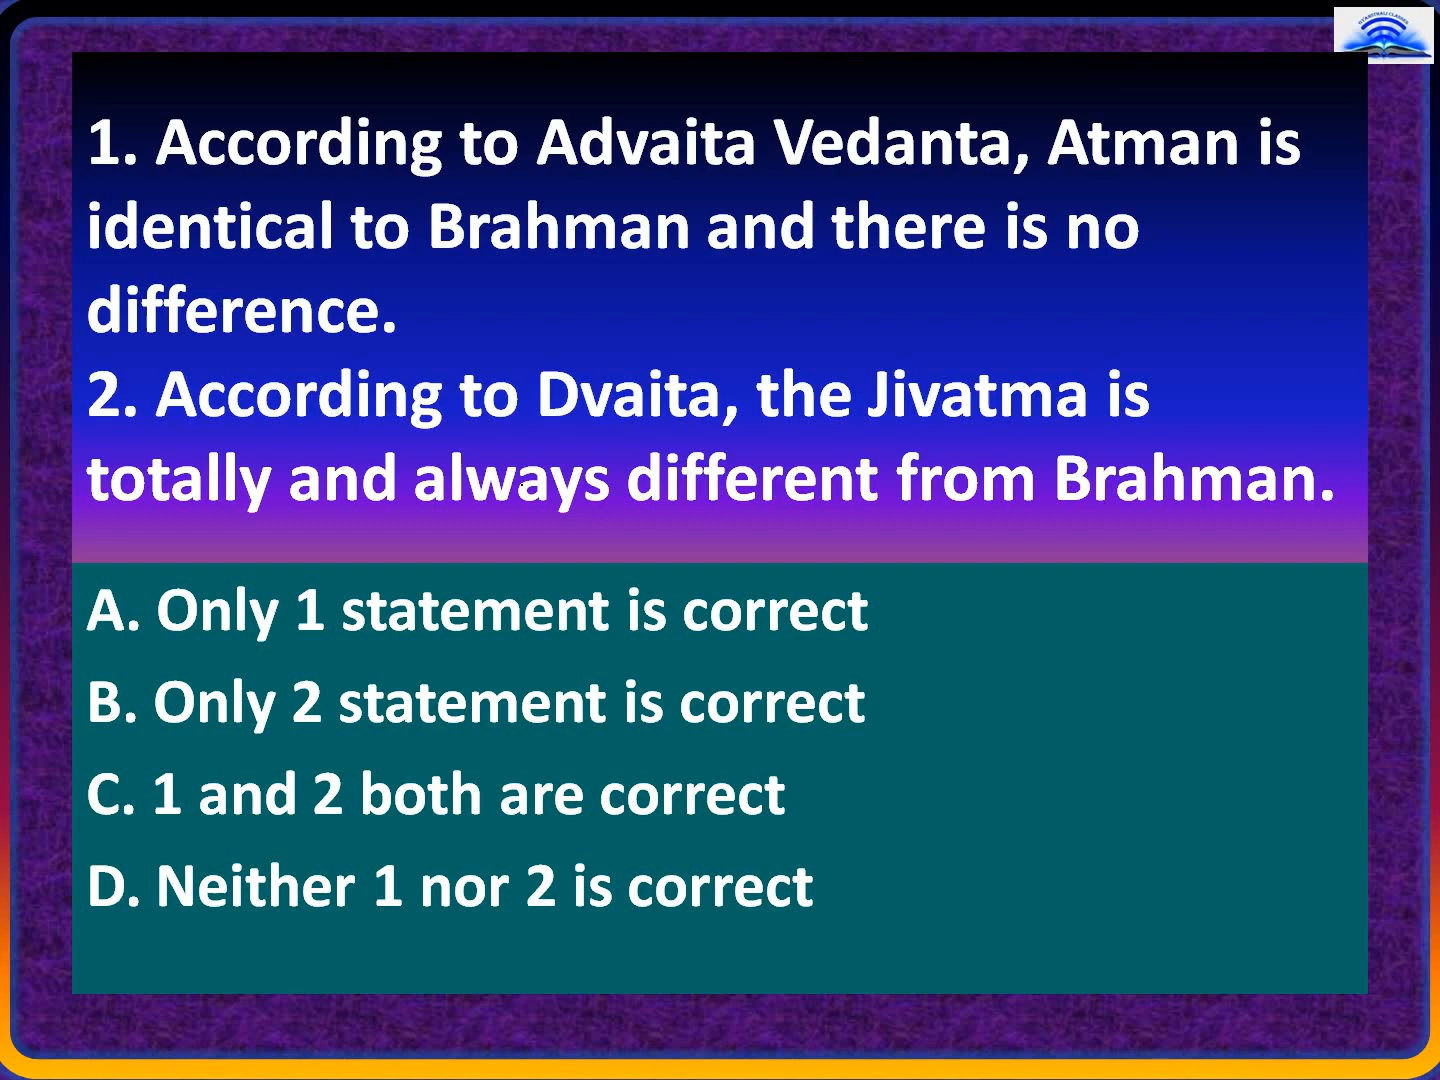 1. According to Advaita Vedanta, Atman is
identical to Brahman and there is no
difference.
2. According to Dvaita, the Jivatma is
totally and always different from Brahman.
A. Only 1 statement is correct
B. Only 2 statement is correct
C. 1 and 2 both are correct
D. Neither 1 nor 2 is correct